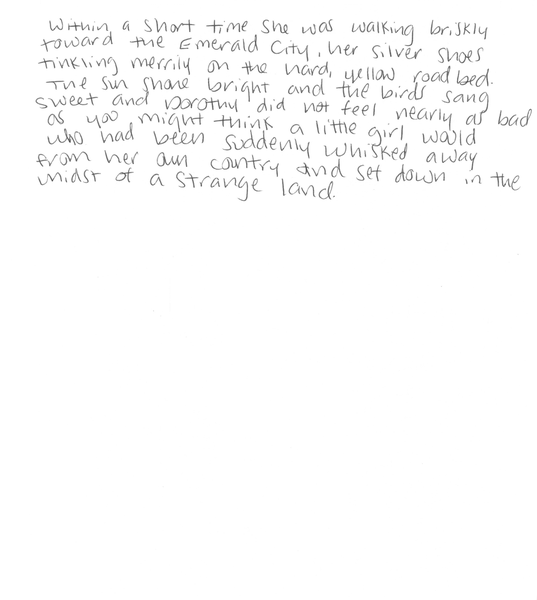 Within a short time she was walking briskly
toward the Emerald City, her silver shoes
tinkling merrily on the hard, yellow roadbed.
The sun shone bright and the birds sang
sweet and Dorothy did not feel nearly as bad
as you might think a little girl would
who had been suddenly whisked away
from her own country and set down in the
midst of a strange land.